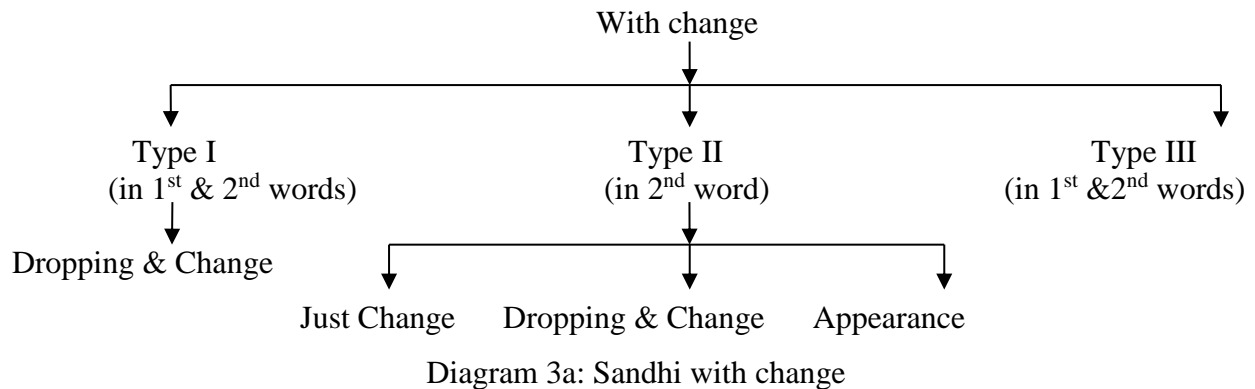 With change
Type I Type II Type III
(in 1st & 2nd words) (in 2nd word) (in 1st &2nd words)
Dropping & Change
Just Change Dropping & Change Appearance
Diagram 3a: Sandhi with change